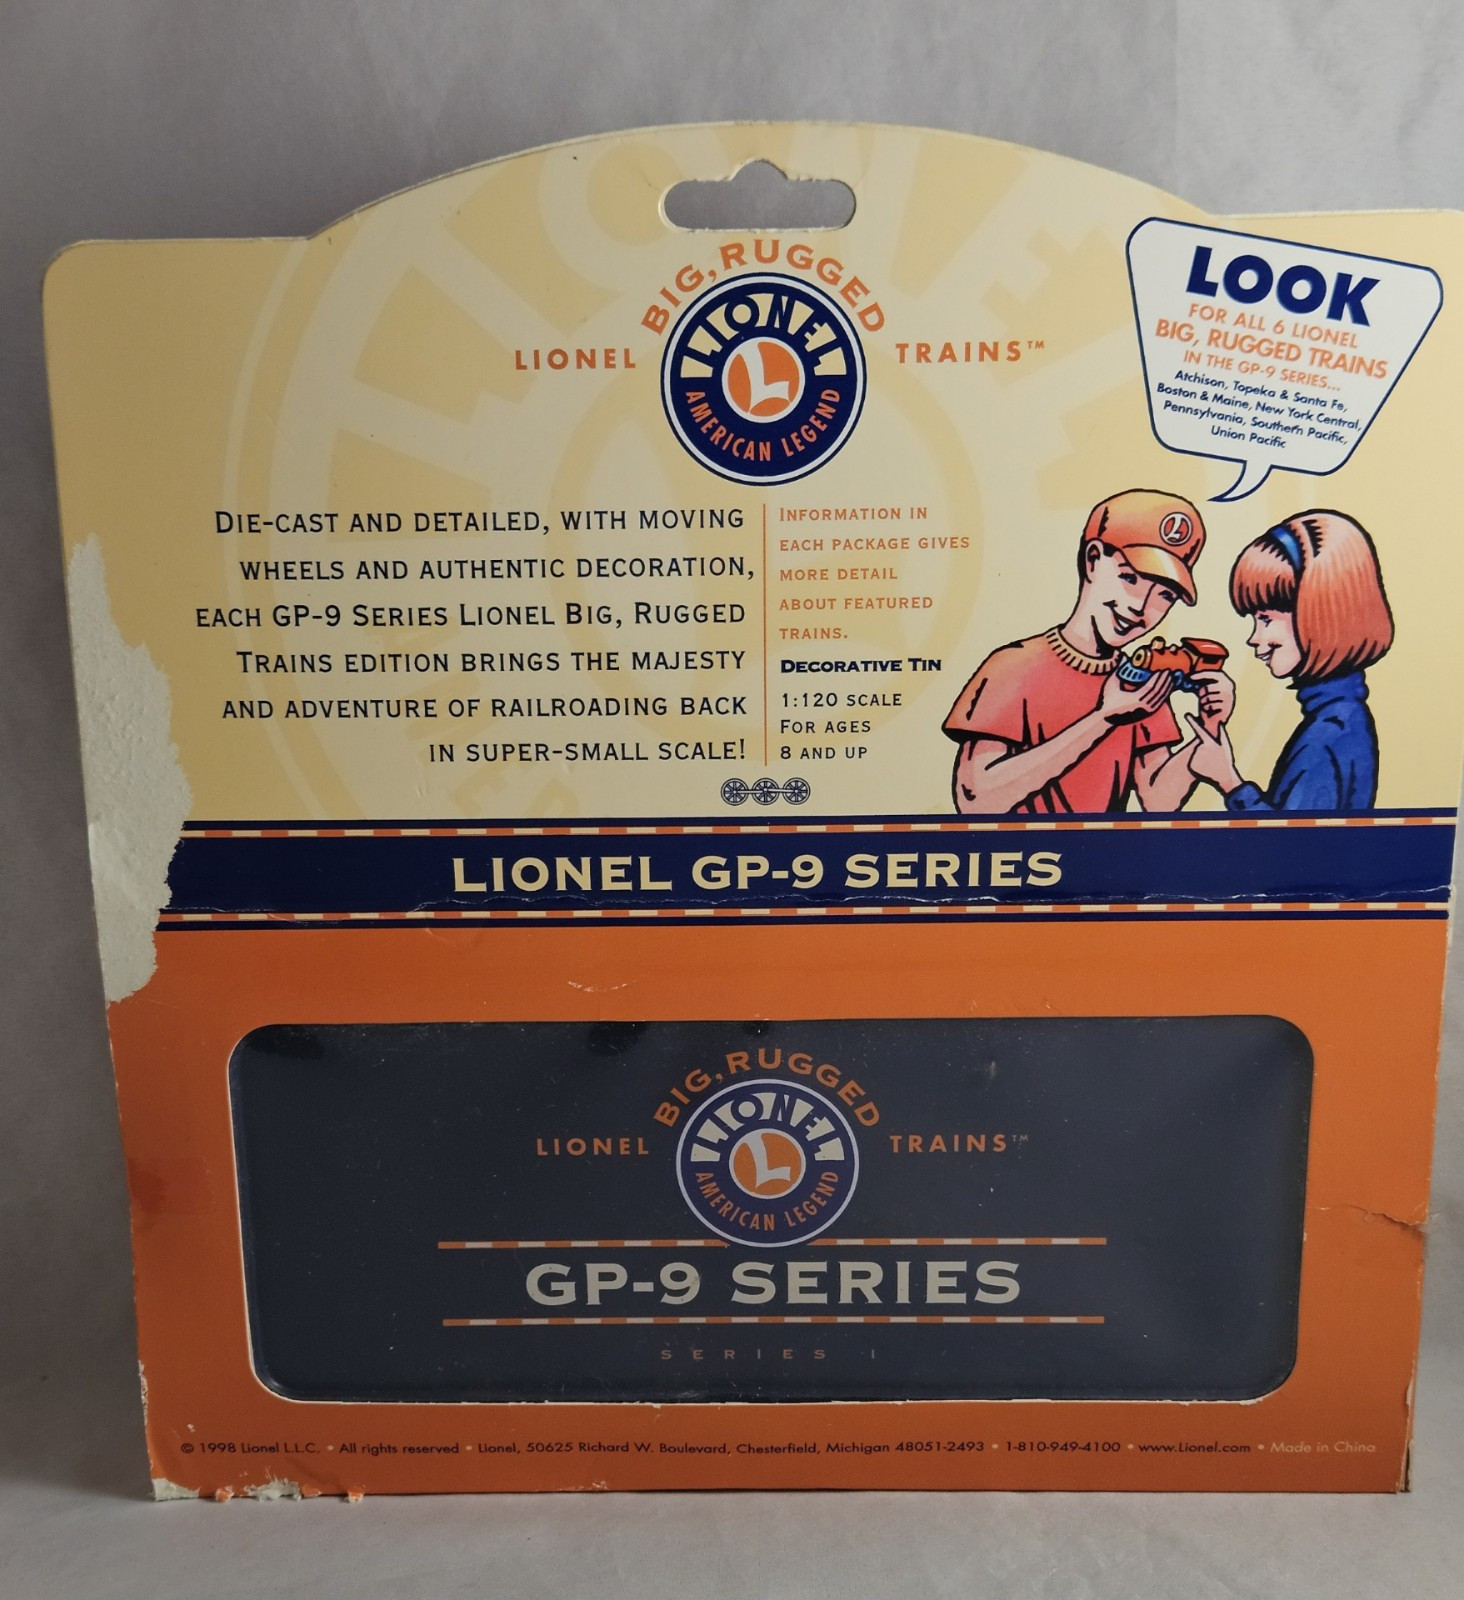 BIG, RUGGED
LIONEL
LIONEL
AMERICAN LEGEND
TRAINS™
LOOK
FOR ALL 6 LIONEL
BIG, RUGGED TRAINS
IN THE GP-9 SERIES...
Atchison, Topeka & Santa Fe,
Boston & Maine, New York Central,
Pennsylvania, Southern Pacific,
Union Pacific
DIE-CAST AND DETAILED, WITH MOVING
WHEELS AND AUTHENTIC DECORATION,
EACH GP-9 SERIES LIONEL BIG, RUGGED
TRAINS EDITION BRINGS THE MAJESTY
AND ADVENTURE OF RAILROADING BACK
IN SUPER-SMALL SCALE!
INFORMATION IN
EACH PACKAGE GIVES
MORE DETAIL
ABOUT FEATURED
TRAINS.
DECORATIVE TIN
1:120 SCALE
FOR AGES
8 AND UP
LIONEL GP-9 SERIES
BIG, RUGGED
LIONEL
LIONEL
AMERICAN LEGEND
TRAINS™
GP-9 SERIES
SERIES I
© 1998 Lionel L.L.C. • All rights reserved • Lionel, 50625 Richard W. Boulevard, Chesterfield, Michigan 48051-2493 • 1-810-949-4100 • www.Lionel.com • Made in China